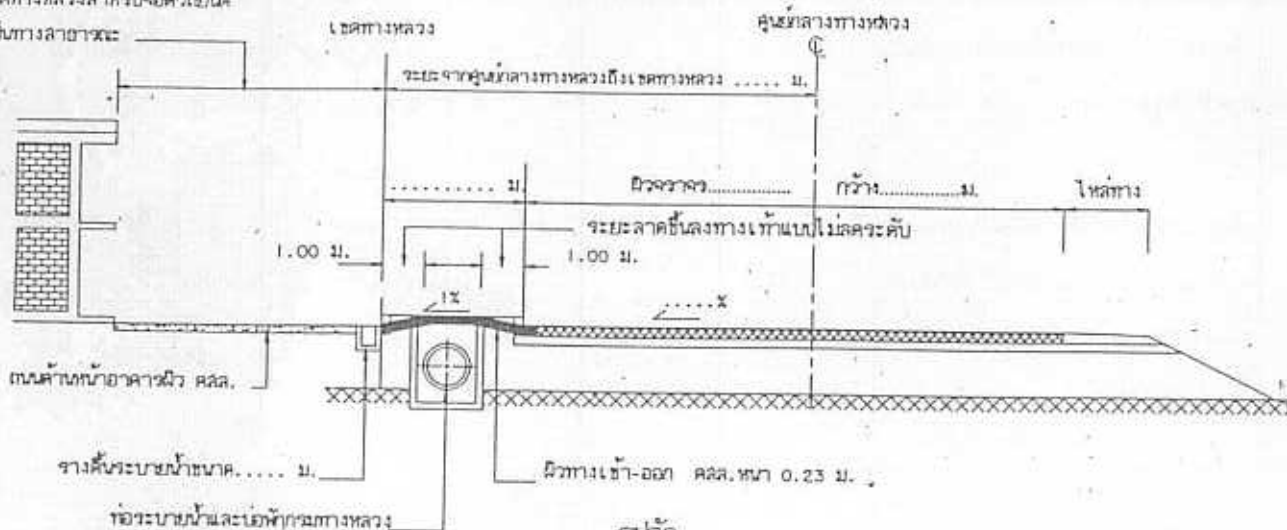 ศูนย์กลางทางหลวง
เขตทางหลวง
ระยะจากศูนย์กลางทางหลวงถึงเขตทางหลวง ..... ม.
.......... ม.
ผิวจราจร............. กว้าง.............ม.
ไหล่ทาง
ระยะลาดขึ้นลงทางเท้าแบบไม่ลดระดับ
1.00 ม.
1.00 ม.
1%
.....%
ถนนด้านหน้าอาคารผิว คสล.
รางตื้นระบายน้ำขนาด..... ม.
ผิวทางเข้า-ออก คสล.หนา 0.23 ม.
ท่อระบายน้ำและบ่อพักกรมทางหลวง